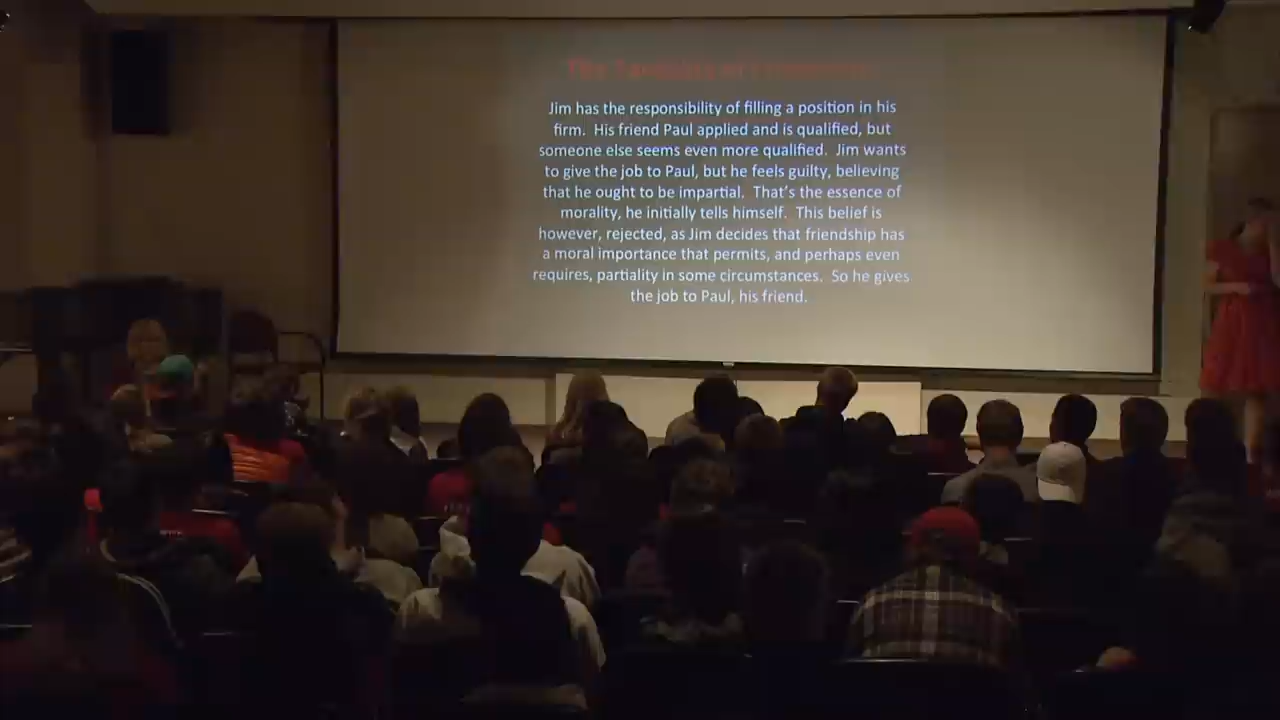 The
Jim has the responsibility of filling a position in his
firm.  His friend Paul applied and is qualified, but
someone else seems even more qualified.  Jim wants
to give the job to Paul, but he feels guilty, believing
that he ought to be impartial.  That's the essence of
morality, he initially tells himself.  This belief is
however, rejected, as Jim decides that friendship has
a moral importance that permits, and perhaps even
requires, partiality in some circumstances.  So he gives
the job to Paul, his friend.